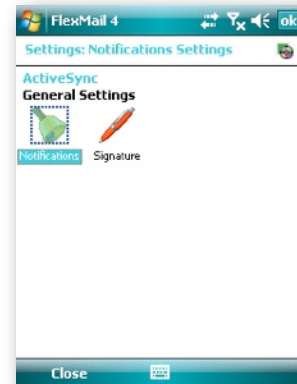 FlexMail 4 ok
Settings: Notifications Settings
ActiveSync
General Settings
Notifications Signature
Close